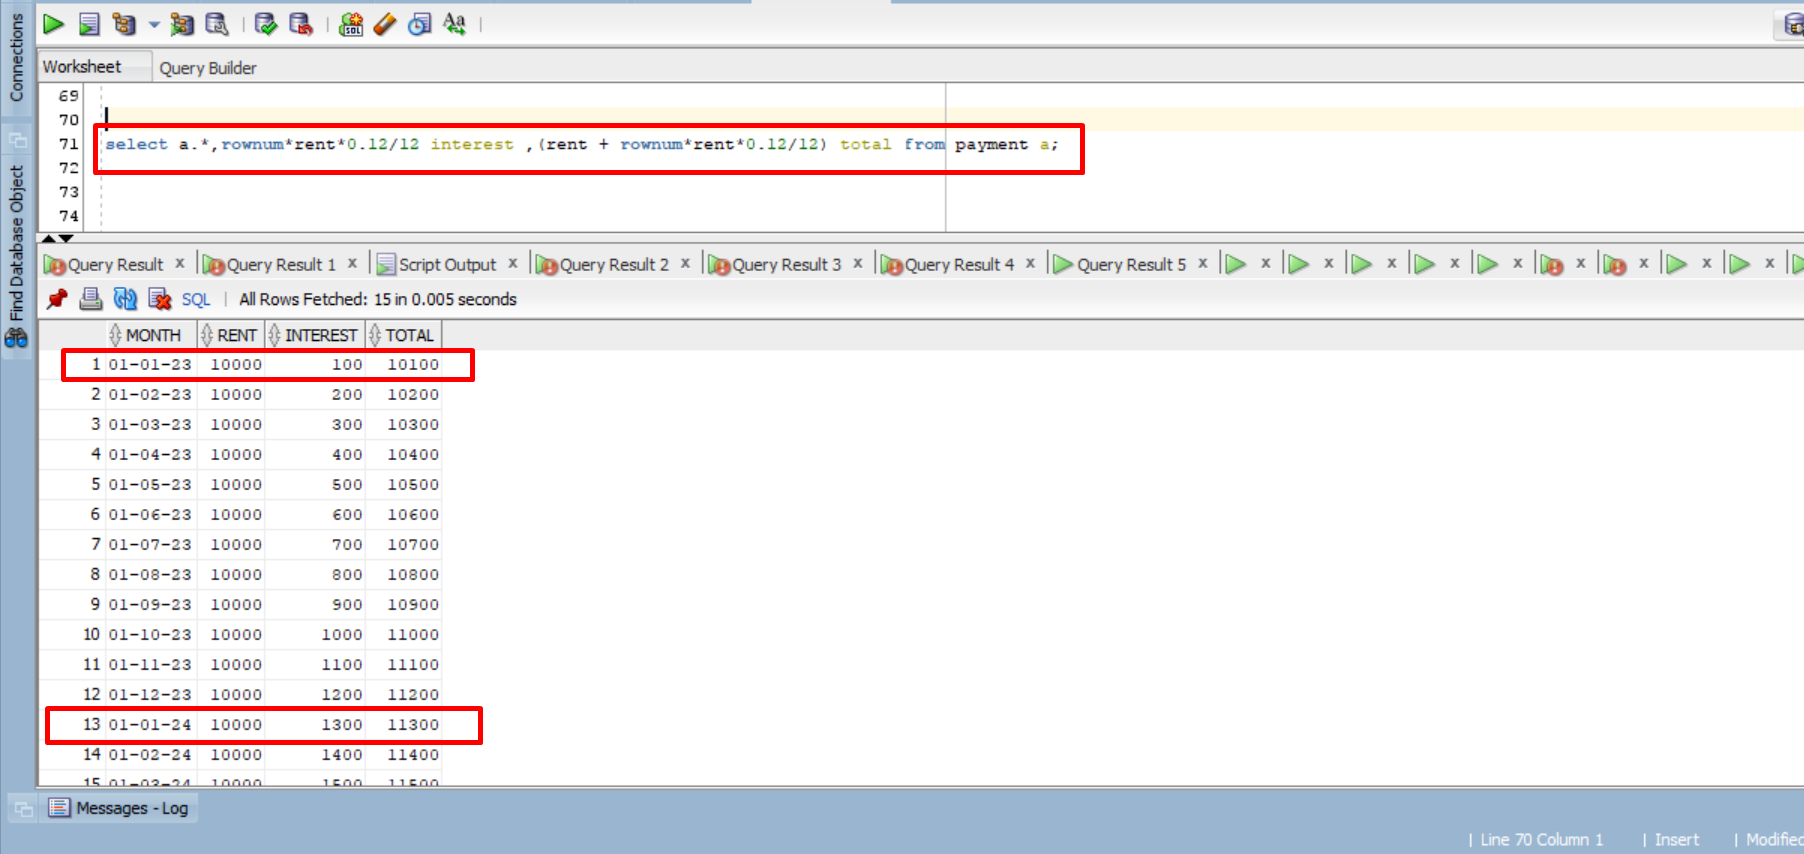 Connections
Find Database Object
Worksheet
Query Builder
69
70
71 select a.*,rownum*rent*0.12/12 interest ,(rent + rownum*rent*0.12/12) total from payment a;
72
73
74
Query Result x Query Result 1 x Script Output x Query Result 2 x Query Result 3 x Query Result 4 x Query Result 5 x x x x x x x x x x
SQL | All Rows Fetched: 15 in 0.005 seconds
MONTH RENT INTEREST TOTAL
1 01-01-23 10000 100 10100
2 01-02-23 10000 200 10200
3 01-03-23 10000 300 10300
4 01-04-23 10000 400 10400
5 01-05-23 10000 500 10500
6 01-06-23 10000 600 10600
7 01-07-23 10000 700 10700
8 01-08-23 10000 800 10800
9 01-09-23 10000 900 10900
10 01-10-23 10000 1000 11000
11 01-11-23 10000 1100 11100
12 01-12-23 10000 1200 11200
13 01-01-24 10000 1300 11300
14 01-02-24 10000 1400 11400
15 01-03-24 10000 1500 11500
Messages - Log
| Line 70 Column 1 | Insert | Modified